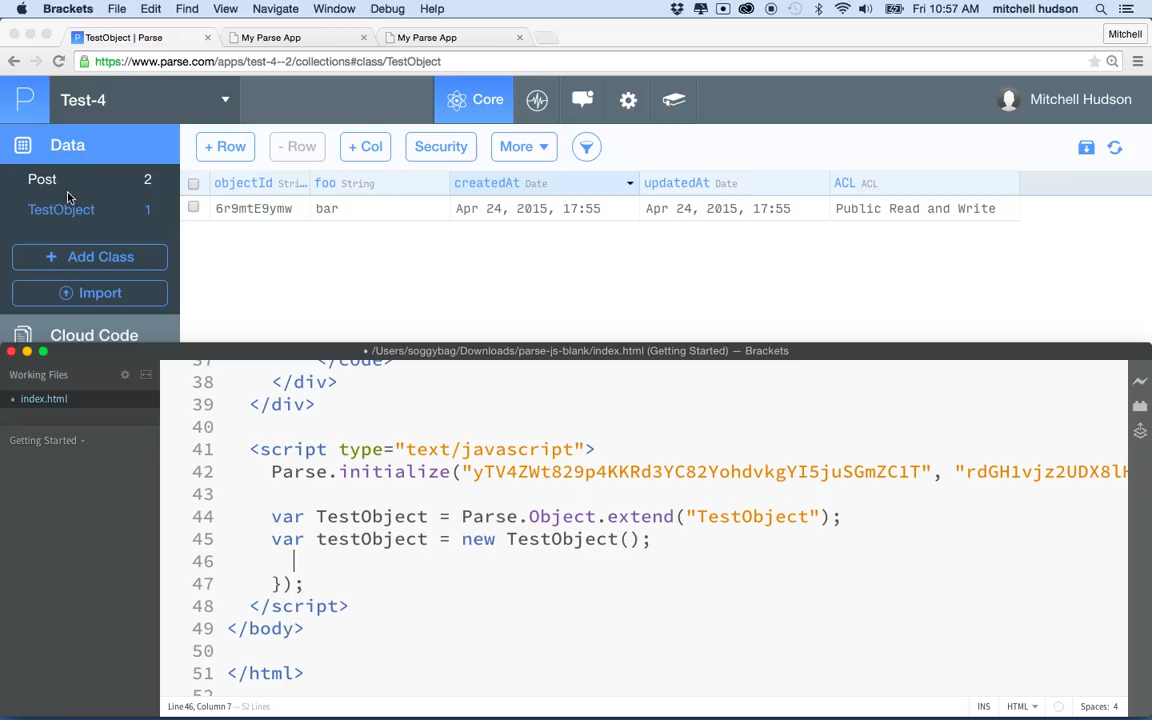 Brackets File Edit Find View Navigate Window Debug Help Fri 10:57 AM mitchell hudson
TestObject | Parse × My Parse App × My Parse App × Mitchell
https://www.parse.com/apps/test-4--2/collections#class/TestObject
P Test-4 Core Mitchell Hudson
Data + Row - Row + Col Security More
Post 2
objectId Stri... foo String createdAt Date updatedAt Date ACL ACL
TestObject 1 6r9mtE9ymw bar Apr 24, 2015, 17:55 Apr 24, 2015, 17:55 Public Read and Write
+ Add Class
Import
Cloud Code
• /Users/soggybag/Downloads/parse-js-blank/index.html (Getting Started) — Brackets
Working Files
• index.html
Getting Started
37 </code>
38 </div>
39 </div>
40
41 <script type="text/javascript">
42 Parse.initialize("yTV4ZWt829p4KKRd3YC82YohdvkgYI5juSGmZC1T", "rdGH1vjz2UDX8lH
43
44 var TestObject = Parse.Object.extend("TestObject");
45 var testObject = new TestObject();
46
47 });
48 </script>
49 </body>
50
51 </html>
52
Line 46, Column 7 — 52 Lines INS HTML Spaces: 4